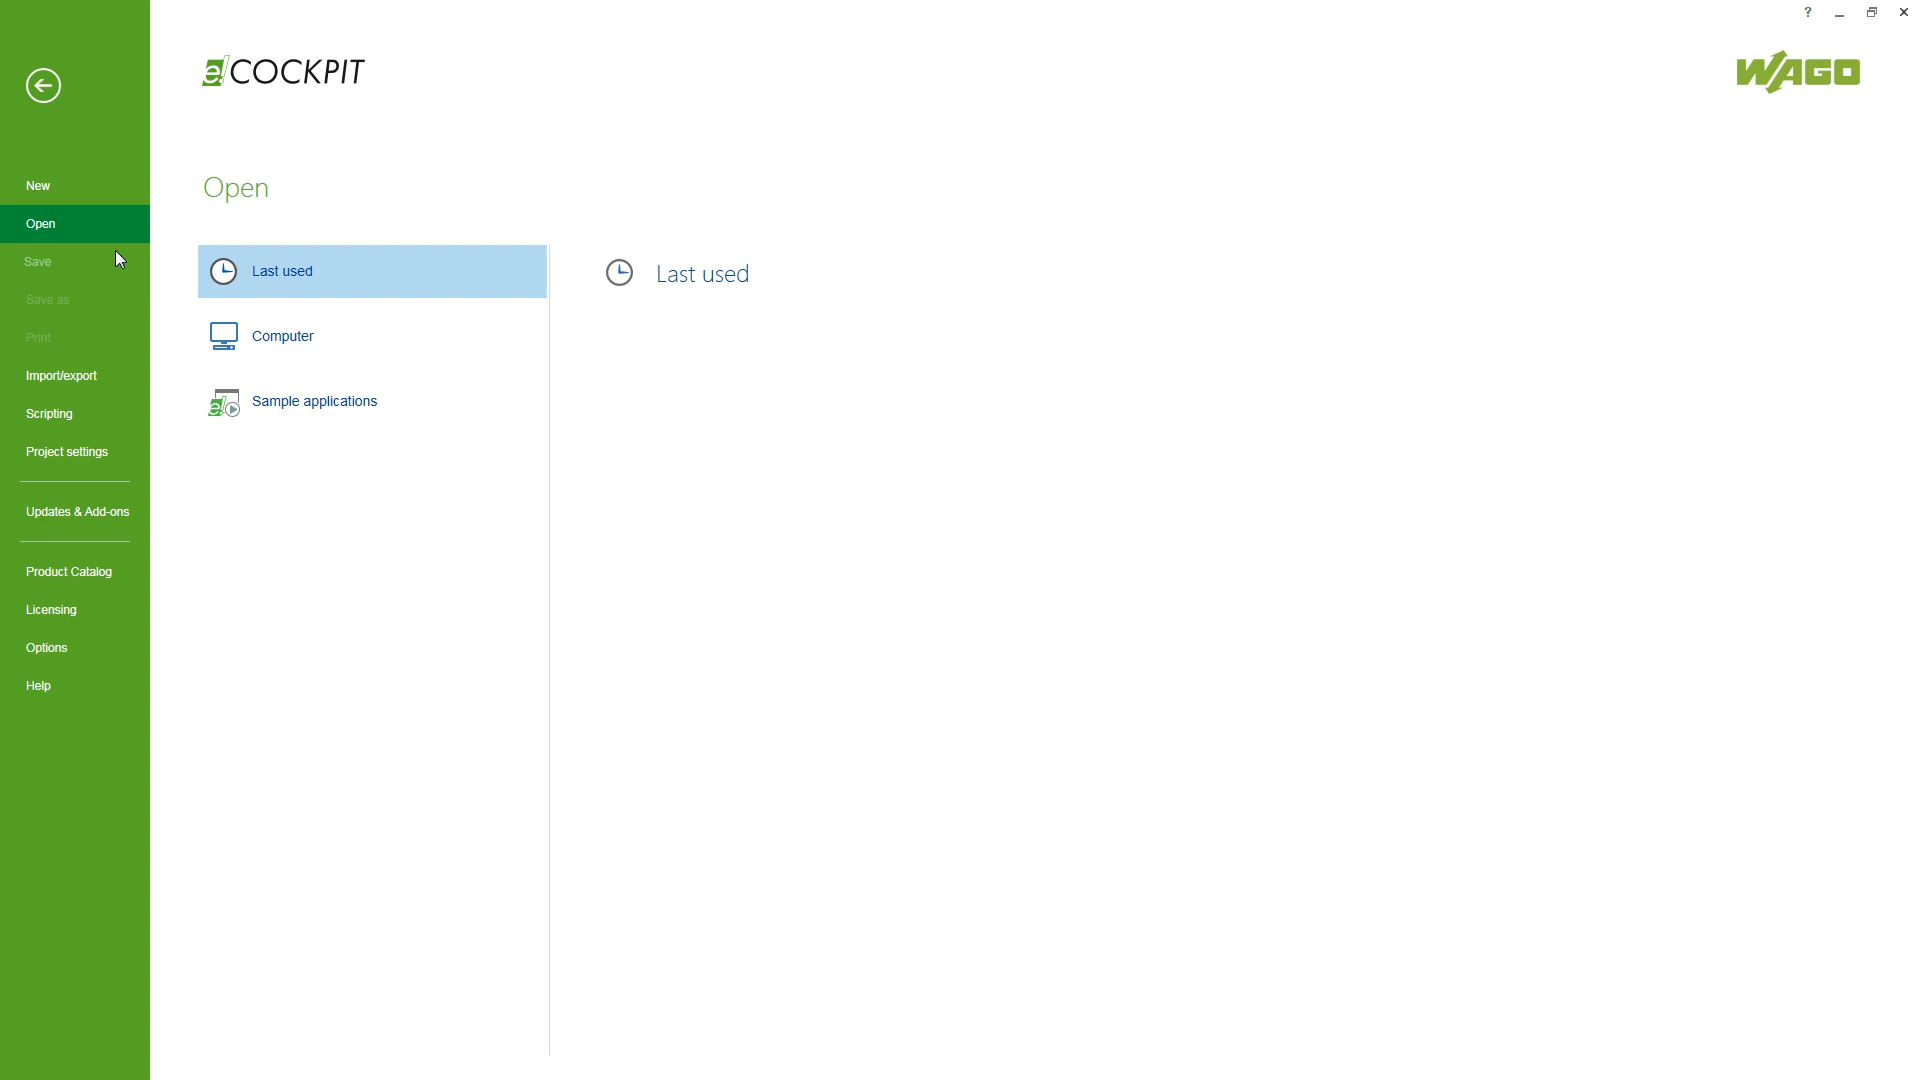 ?
e!COCKPIT
WAGO
New
Open
Save
Save as
Print
Import/export
Scripting
Project settings
Updates & Add-ons
Product Catalog
Licensing
Options
Help
Open
Last used
Computer
e! Sample applications
Last used